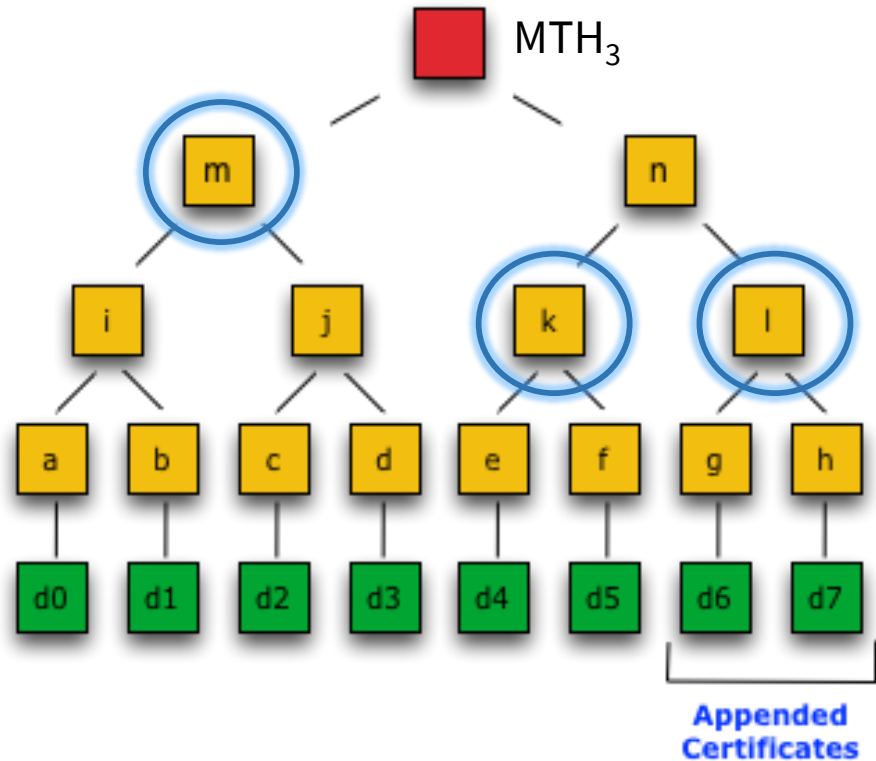 MTH₃
m n
i j k l
a b c d e f g h
d0 d1 d2 d3 d4 d5 d6 d7
Appended
Certificates